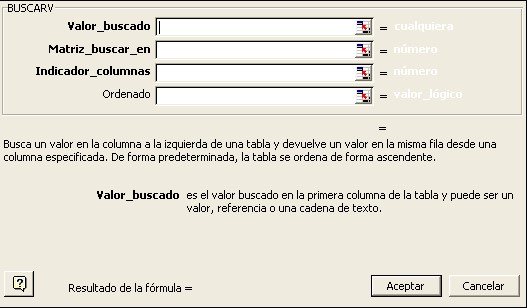 BUSCARV
Valor_buscado = cualquiera
Matriz_buscar_en = número
Indicador_columnas = número
Ordenado = valor_lógico
=
Busca un valor en la columna a la izquierda de una tabla y devuelve un valor en la misma fila desde una
columna especificada. De forma predeterminada, la tabla se ordena de forma ascendente.
Valor_buscado es el valor buscado en la primera columna de la tabla y puede ser un
valor, referencia o una cadena de texto.
? Resultado de la fórmula = Aceptar Cancelar